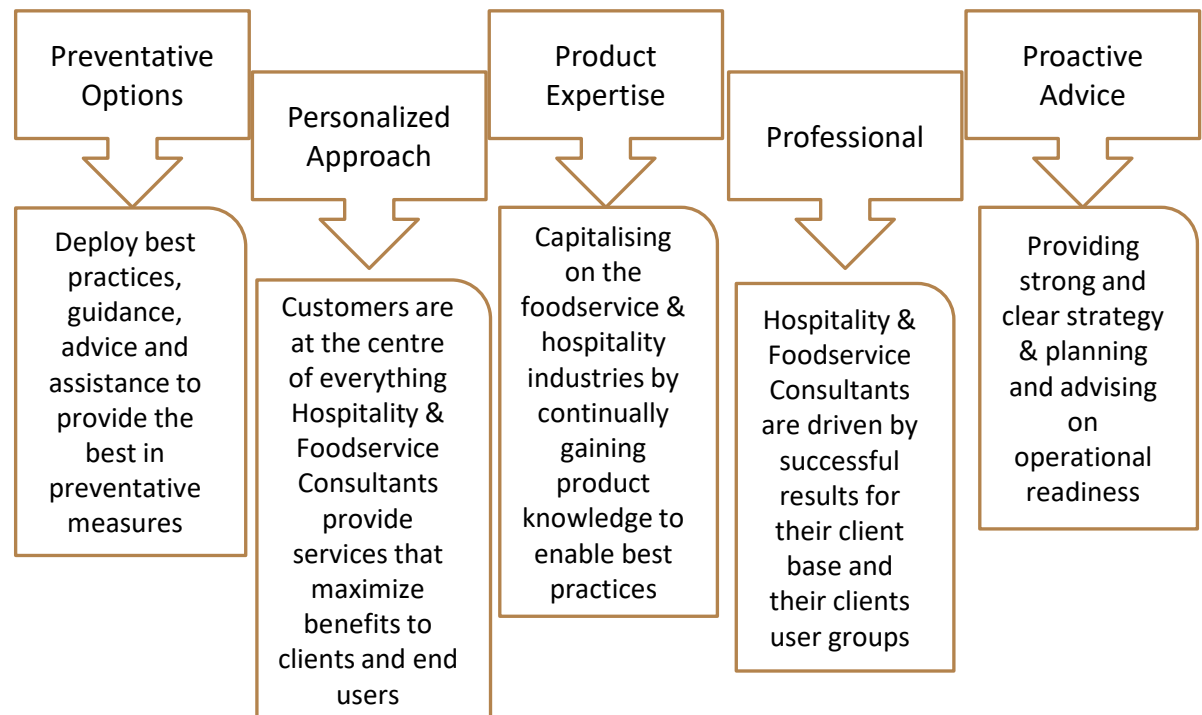 Preventative
Options
Deploy best
practices,
guidance,
advice and
assistance to
provide the
best in
preventative
measures
Personalized
Approach
Customers are
at the centre
of everything
Hospitality &
Foodservice
Consultants
provide
services that
maximize
benefits to
clients and end
users
Product
Expertise
Capitalising
on the
foodservice &
hospitality
industries by
continually
gaining
product
knowledge to
enable best
practices
Professional
Hospitality &
Foodservice
Consultants
are driven by
successful
results for
their client
base and
their clients
user groups
Proactive
Advice
Providing
strong and
clear strategy
& planning
and advising
on
operational
readiness